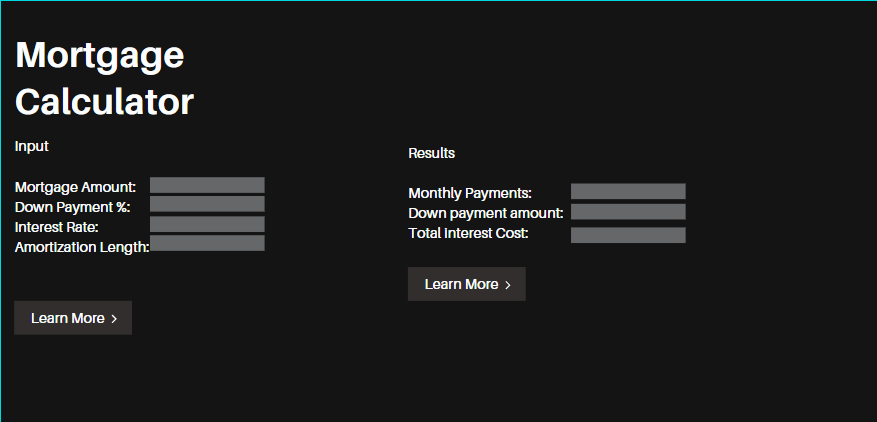 Mortgage
Calculator
Input
Mortgage Amount:
Down Payment %:
Interest Rate:
Amortization Length:
Learn More
Results
Monthly Payments:
Down payment amount:
Total Interest Cost:
Learn More